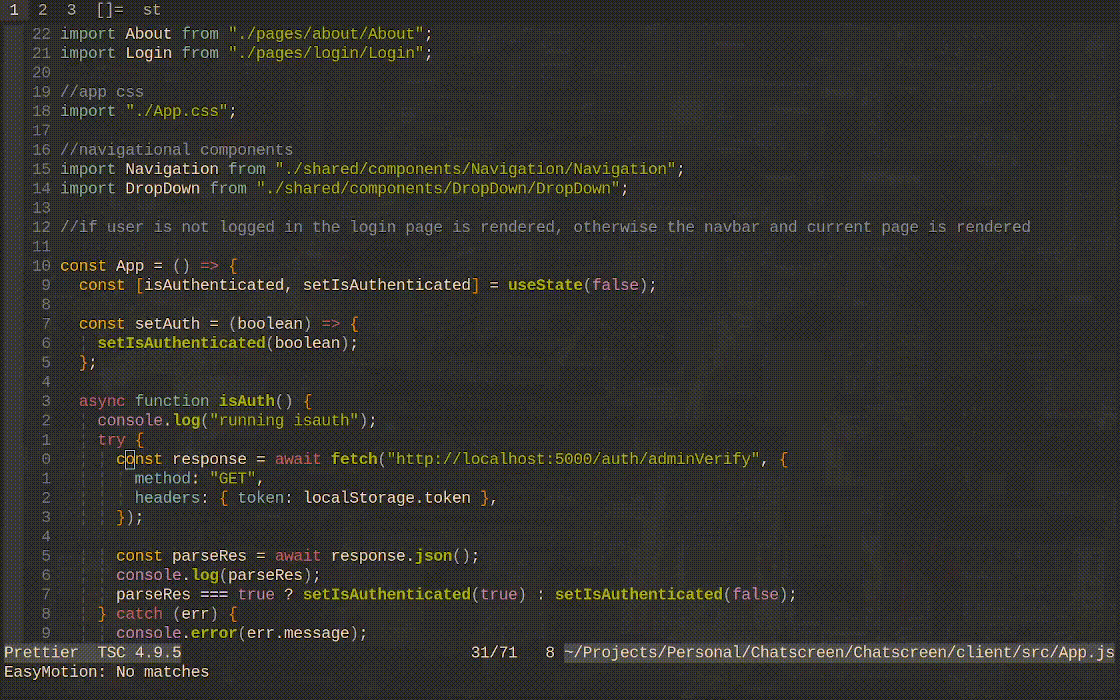 1 2 3 []= st
22 import About from "./pages/about/About";
21 import Login from "./pages/login/Login";
20
19 //app css
18 import "./App.css";
17
16 //navigational components
15 import Navigation from "./shared/components/Navigation/Navigation";
14 import DropDown from "./shared/components/DropDown/DropDown";
13
12 //if user is not logged in the login page is rendered, otherwise the navbar and current page is rendered
11
10 const App = () => {
9 const [isAuthenticated, setIsAuthenticated] = useState(false);
8
7 const setAuth = (boolean) => {
6 setIsAuthenticated(boolean);
5 };
4
3 async function isAuth() {
2 console.log("running isauth");
1 try {
0 const response = await fetch("http://localhost:5000/auth/adminVerify", {
1 method: "GET",
2 headers: { token: localStorage.token },
3 });
4
5 const parseRes = await response.json();
6 console.log(parseRes);
7 parseRes === true ? setIsAuthenticated(true) : setIsAuthenticated(false);
8 } catch (err) {
9 console.error(err.message);
Prettier TSC 4.9.5 31/71 8 ~/Projects/Personal/Chatscreen/Chatscreen/client/src/App.js
EasyMotion: No matches